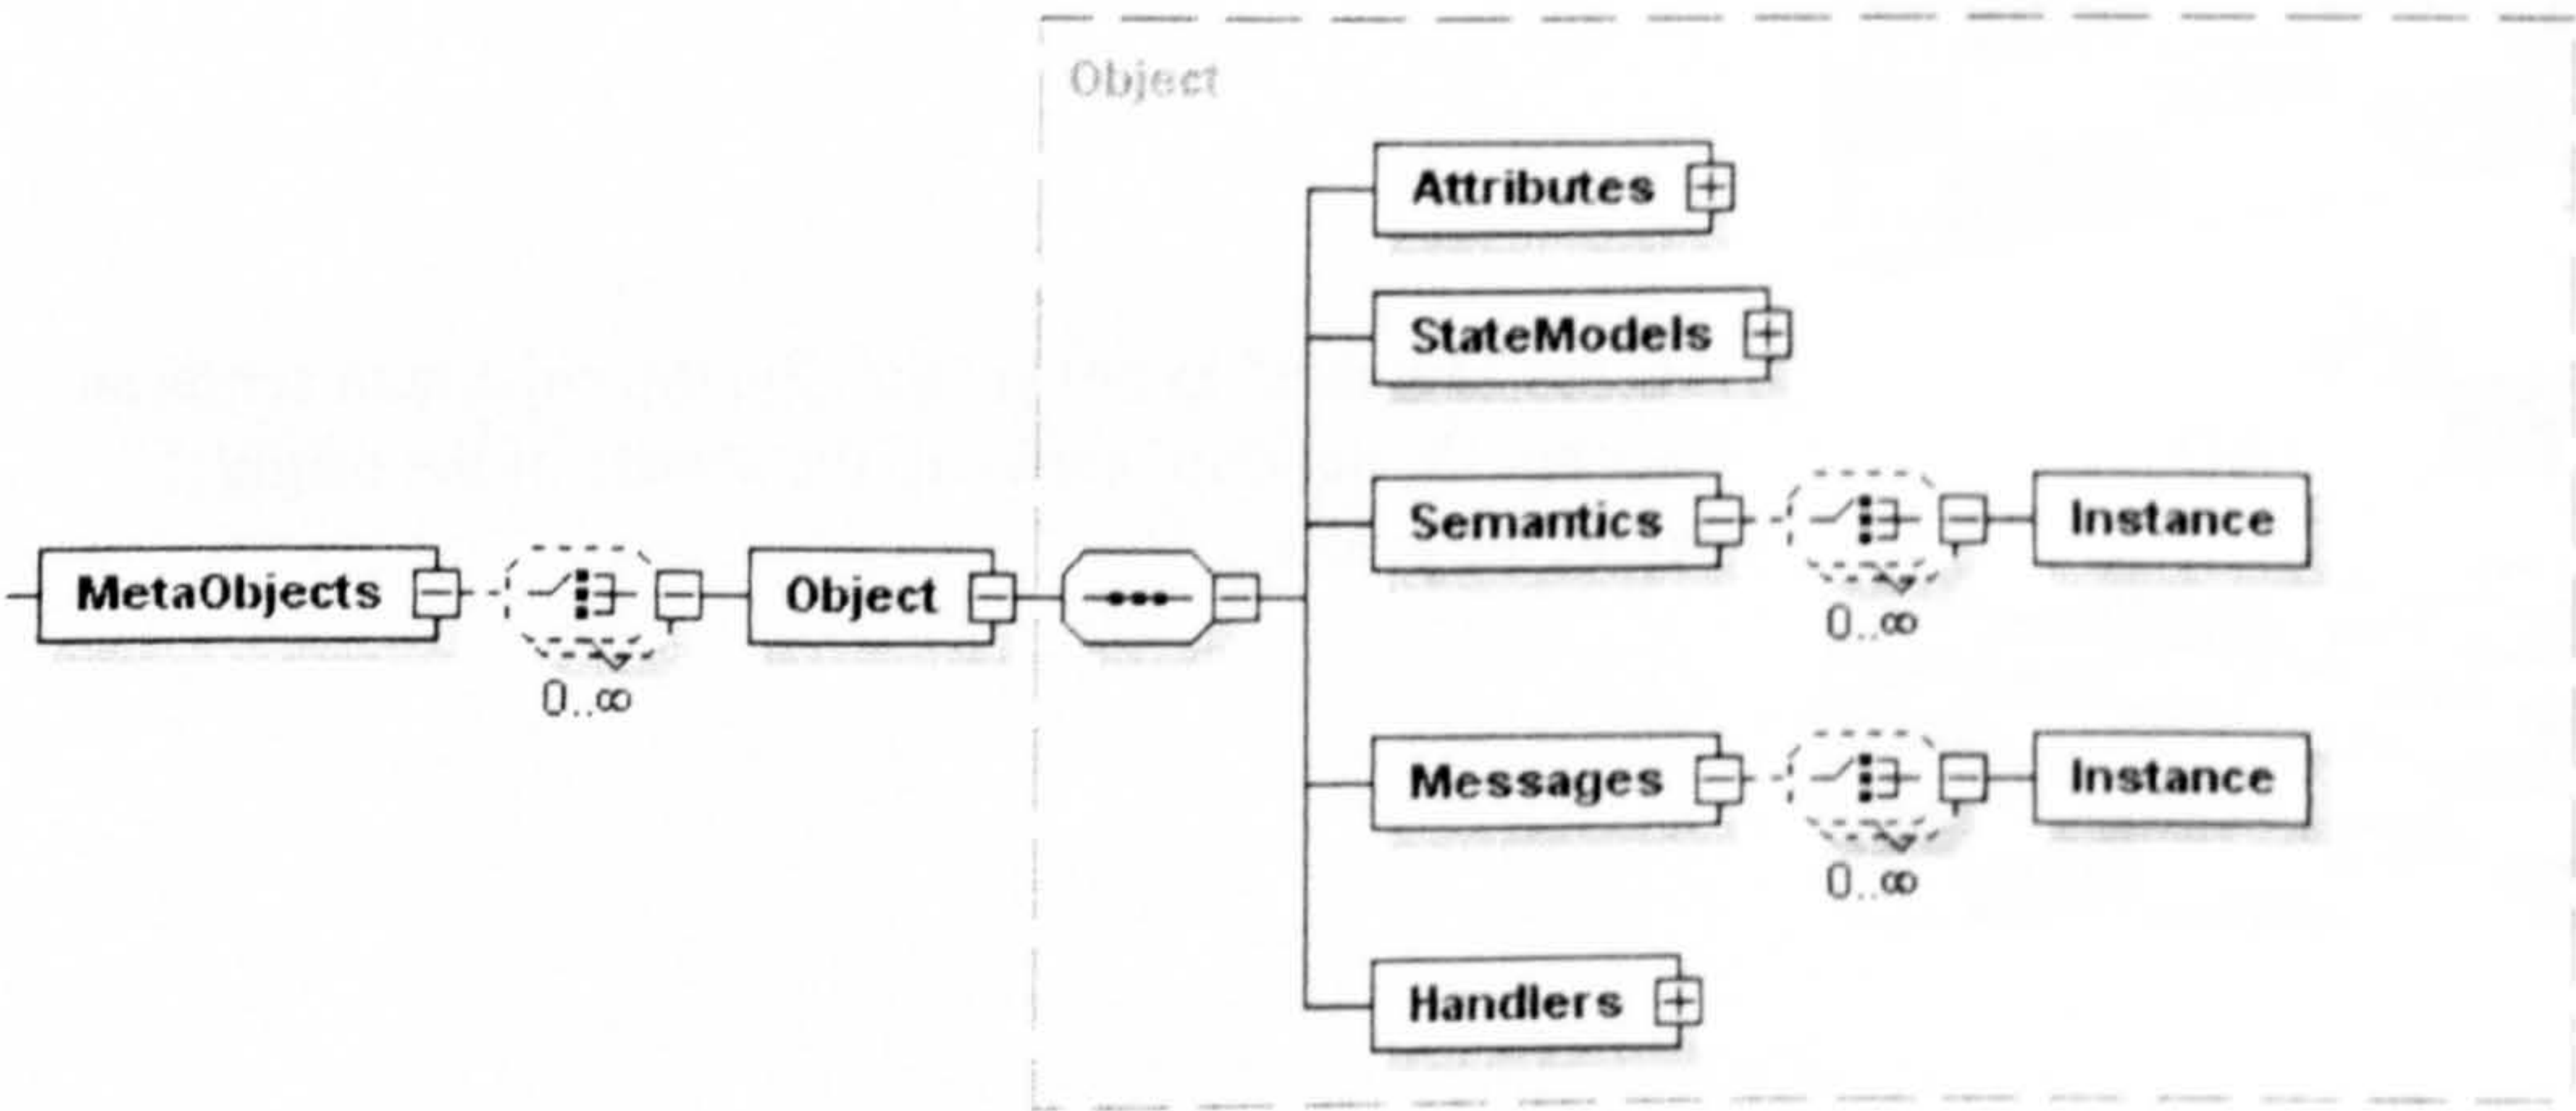 Object
Attributes
StateModels
Semantics
Instance
0..∞
MetaObjects
Object
0..∞
Messages
Instance
0..∞
Handlers